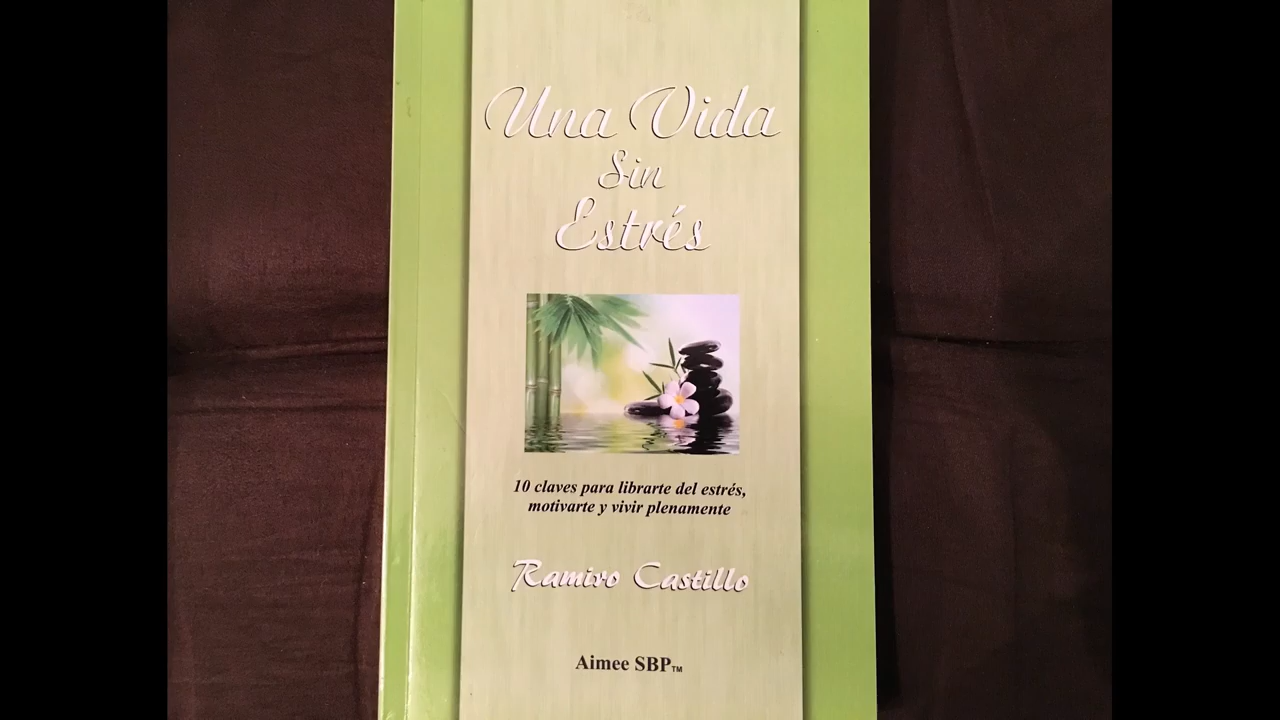 Una Vida
Sin
Estrés
10 claves para librarte del estrés,
motivarte y vivir plenamente
Ramiro Castillo
Aimee SBP™